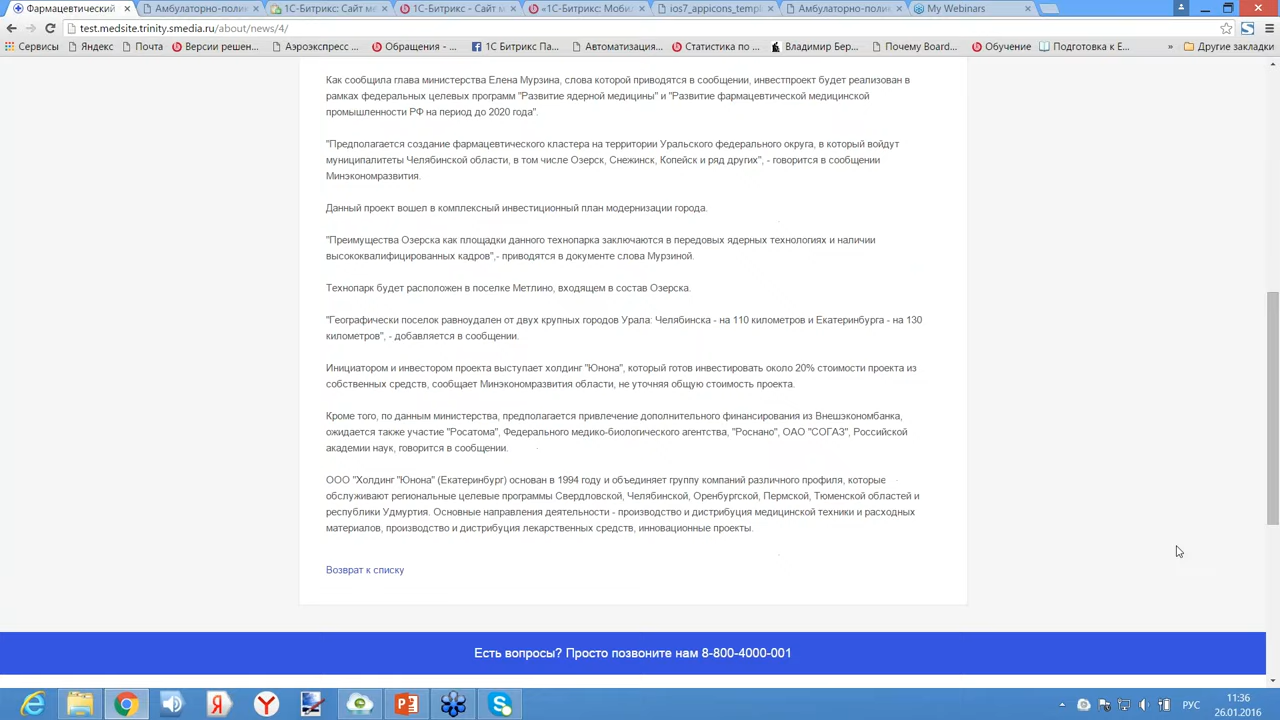 Фармацевтический
Амбулаторно-полик
1С-Битрикс: Сайт ме
1С-Битрикс - Сайт м
«1С-Битрикс: Мобил
ios7_appicons_templ
Амбулаторно-полик
My Webinars
test.medsite.trinity.smedia.ru/about/news/4/
Сервисы
Яндекс
Почта
Версии решен...
Аэроэкспресс ...
Обращения - ...
1С Битрикс Па...
Автоматизация...
Статистика по ...
Владимир Бер...
Почему Board...
Обучение
Подготовка к E...
»
Другие закладки
Как сообщила глава министерства Елена Мурзина, слова которой приводятся в сообщении, инвестпроект будет реализован в
рамках федеральных целевых программ "Развитие ядерной медицины" и "Развитие фармацевтической медицинской
промышленности РФ на период до 2020 года".
"Предполагается создание фармацевтического кластера на территории Уральского федерального округа, в который войдут
муниципалитеты Челябинской области, в том числе Озерск, Снежинск, Копейск и ряд других", - говорится в сообщении
Минэкономразвития.
Данный проект вошел в комплексный инвестиционный план модернизации города.
"Преимущества Озерска как площадки данного технопарка заключаются в передовых ядерных технологиях и наличии
высококвалифицированных кадров",- приводятся в документе слова Мурзиной.
Технопарк будет расположен в поселке Метлино, входящем в состав Озерска.
"Географически поселок равноудален от двух крупных городов Урала: Челябинска - на 110 километров и Екатеринбурга - на 130
километров", - добавляется в сообщении.
Инициатором и инвестором проекта выступает холдинг "Юнона", который готов инвестировать около 20% стоимости проекта из
собственных средств, сообщает Минэкономразвития области, не уточняя общую стоимость проекта.
Кроме того, по данным министерства, предполагается привлечение дополнительного финансирования из Внешэкономбанка,
ожидается также участие "Росатома", Федерального медико-биологического агентства, "Роснано", ОАО "СОГАЗ", Российской
академии наук, говорится в сообщении.
ООО "Холдинг "Юнона" (Екатеринбург) основан в 1994 году и объединяет группу компаний различного профиля, которые
обслуживают региональные целевые программы Свердловской, Челябинской, Оренбургской, Пермской, Тюменской областей и
республики Удмуртия. Основные направления деятельности - производство и дистрибуция медицинской техники и расходных
материалов, производство и дистрибуция лекарственных средств, инновационные проекты.
Возврат к списку
Есть вопросы? Просто позвоните нам 8-800-4000-001
РУС
11:36
26.01.2016